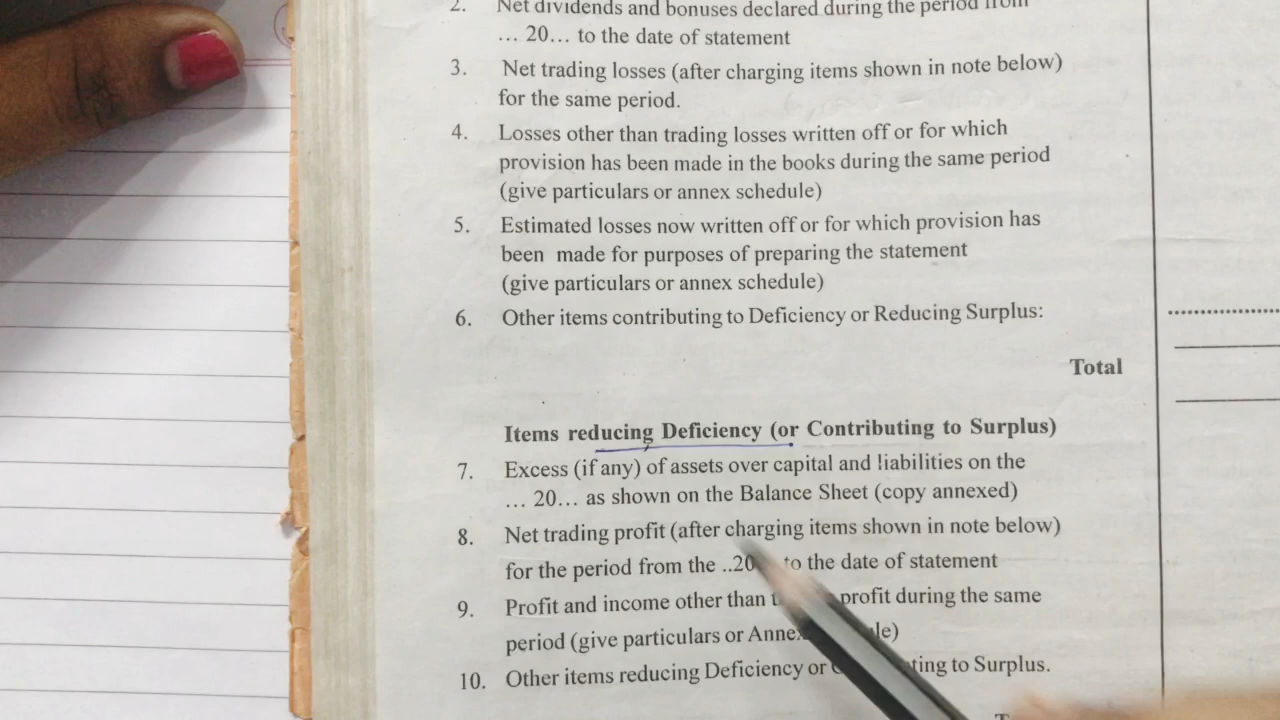 2. Net dividends and bonuses declared during the period from
... 20... to the date of statement
3. Net trading losses (after charging items shown in note below)
for the same period.
4. Losses other than trading losses written off or for which
provision has been made in the books during the same period
(give particulars or annex schedule)
5. Estimated losses now written off or for which provision has
been made for purposes of preparing the statement
(give particulars or annex schedule)
6. Other items contributing to Deficiency or Reducing Surplus:
Total
Items reducing Deficiency (or Contributing to Surplus)
7. Excess (if any) of assets over capital and liabilities on the
... 20... as shown on the Balance Sheet (copy annexed)
8. Net trading profit (after charging items shown in note below)
for the period from the ..20 to the date of statement
9. Profit and income other than profit during the same
period (give particulars or
10. Other items reducing Deficiency or to Surplus.